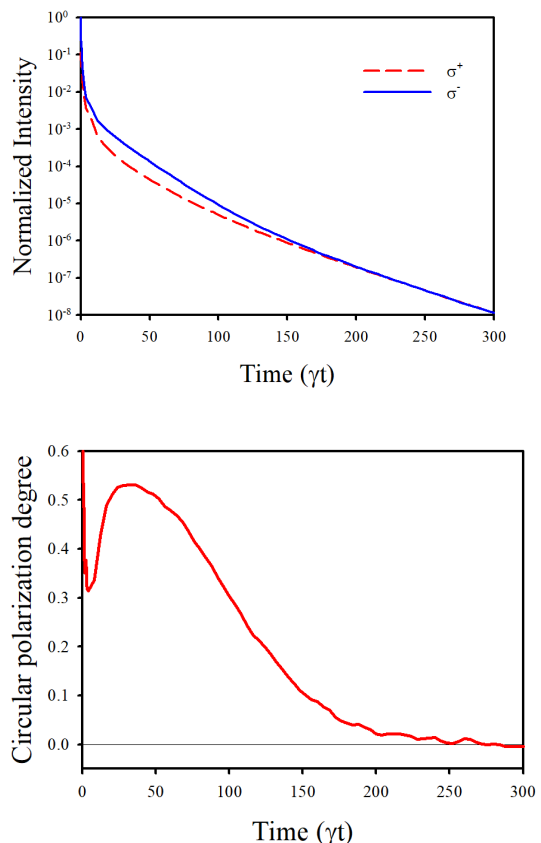 10⁰
10⁻¹
10⁻²
10⁻³
10⁻⁴
10⁻⁵
10⁻⁶
10⁻⁷
10⁻⁸
Normalized Intensity
σ⁺
σ⁻
0 50 100 150 200 250 300
Time (γt)
0.6
0.5
0.4
0.3
0.2
0.1
0.0
Circular polarization degree
0 50 100 150 200 250 300
Time (γt)